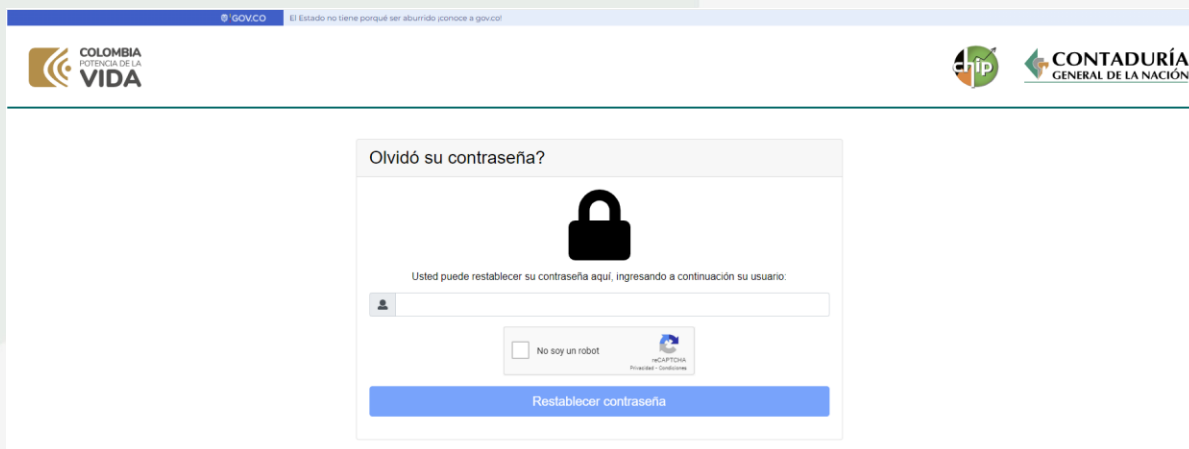 GOV.CO El Estado no tiene porqué ser aburrido ¡conoce a gov.co!
COLOMBIA
POTENCIA DE LA
VIDA
chip
CONTADURÍA
GENERAL DE LA NACIÓN
Olvidó su contraseña?
Usted puede restablecer su contraseña aquí, ingresando a continuación su usuario:
No soy un robot
reCAPTCHA
Privacidad - Condiciones
Restablecer contraseña